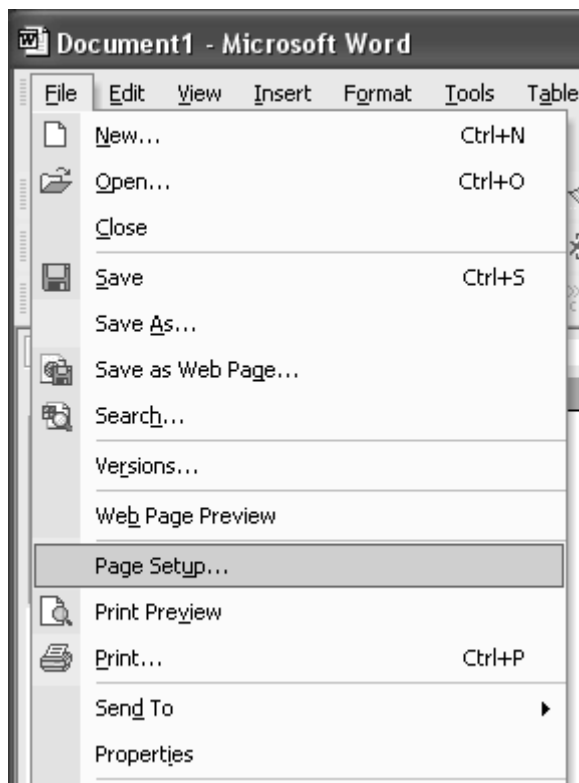 Document1 - Microsoft Word
File Edit View Insert Format Tools Table
New... Ctrl+N
Open... Ctrl+O
Close
Save Ctrl+S
Save As...
Save as Web Page...
Search...
Versions...
Web Page Preview
Page Setup...
Print Preview
Print... Ctrl+P
Send To
Properties